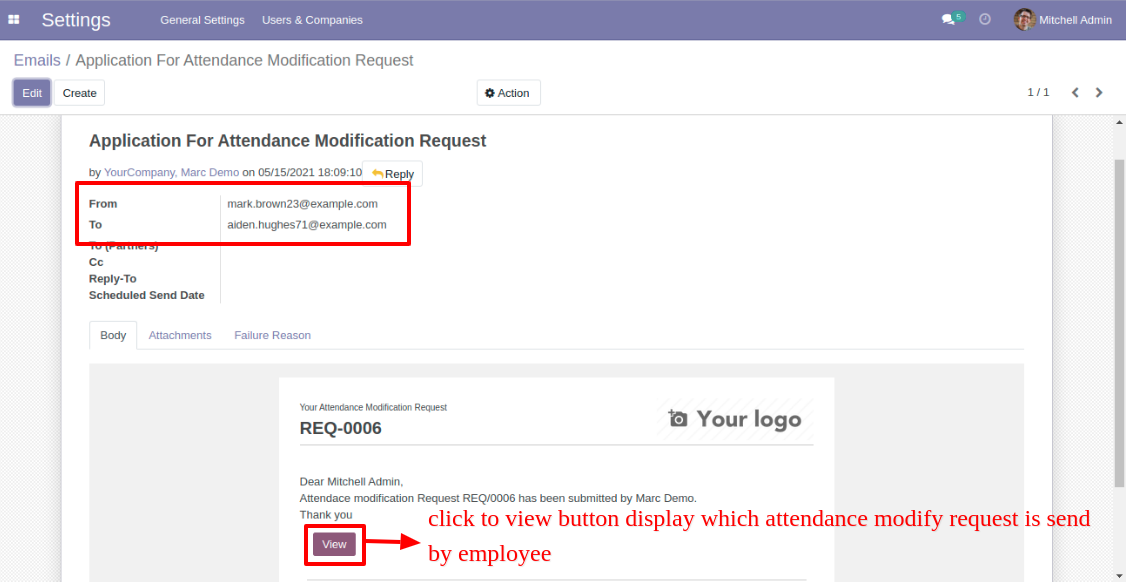 Settings General Settings Users & Companies 5 Mitchell Admin
Emails / Application For Attendance Modification Request
Edit Create Action 1 / 1
Application For Attendance Modification Request
by YourCompany, Marc Demo on 05/15/2021 18:09:10 Reply
From mark.brown23@example.com
To aiden.hughes71@example.com
To (Partners)
Cc
Reply-To
Scheduled Send Date
Body Attachments Failure Reason
Your Attendance Modification Request
REQ-0006
Your logo
Dear Mitchell Admin,
Attendace modification Request REQ/0006 has been submitted by Marc Demo.
Thank you
View
click to view button display which attendance modify request is send
by employee